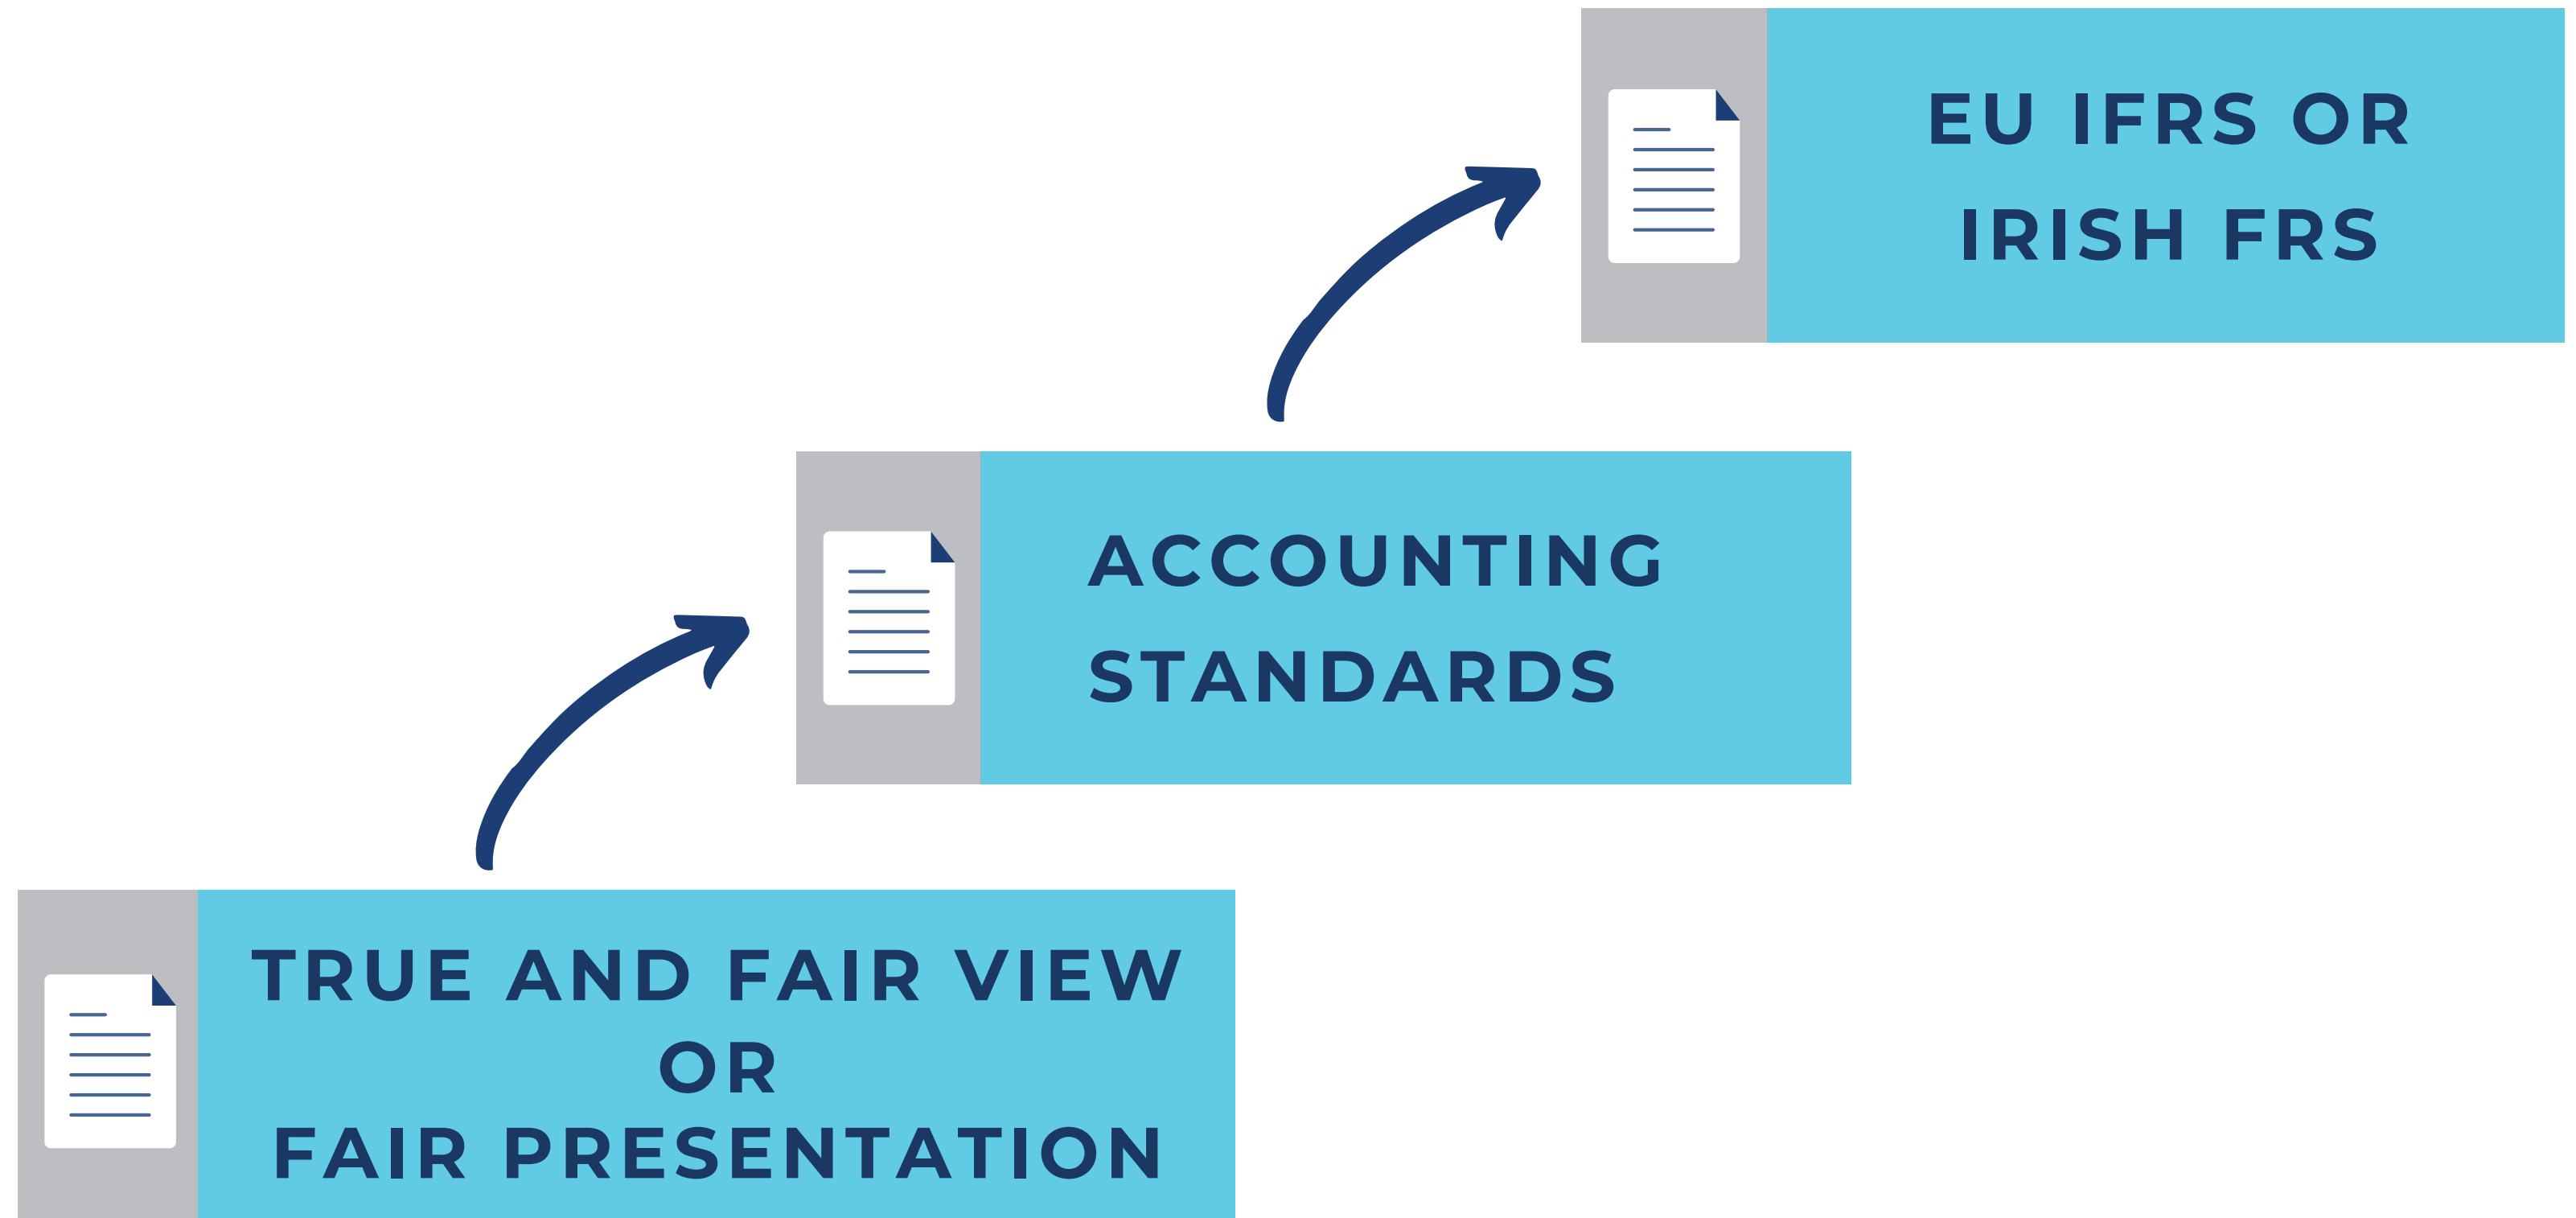 EU IFRS OR
IRISH FRS
ACCOUNTING
STANDARDS
TRUE AND FAIR VIEW
OR
FAIR PRESENTATION